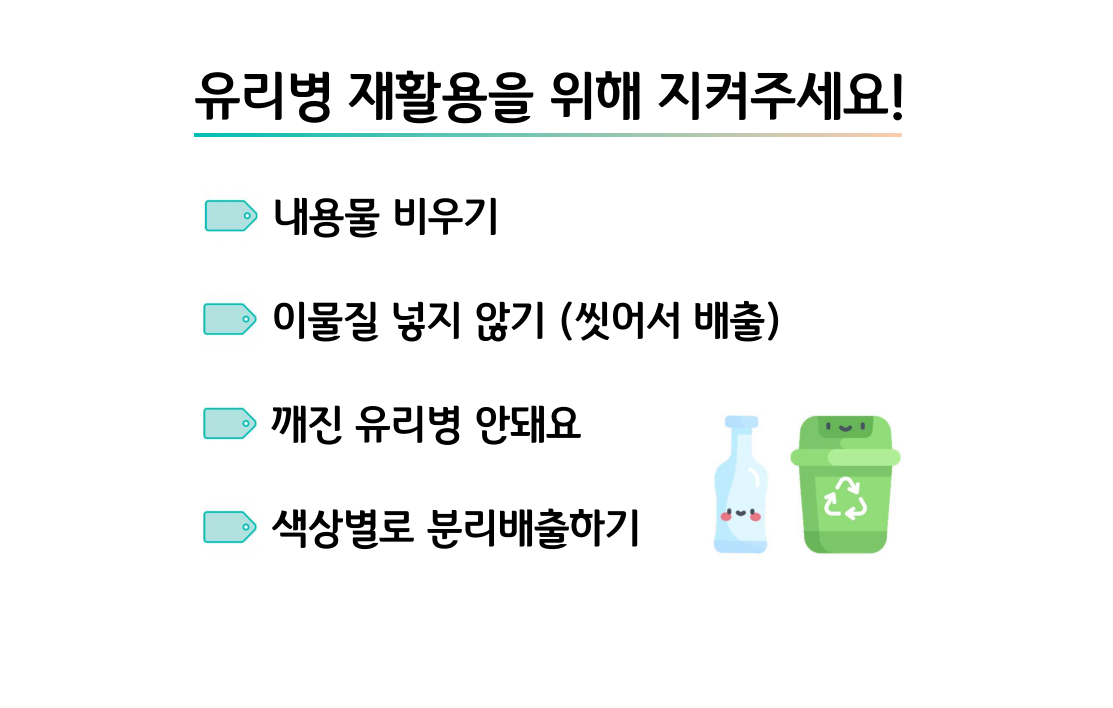 유리병 재활용을 위해 지켜주세요!
내용물 비우기
이물질 넣지 않기 (씻어서 배출)
깨진 유리병 안돼요
색상별로 분리배출하기